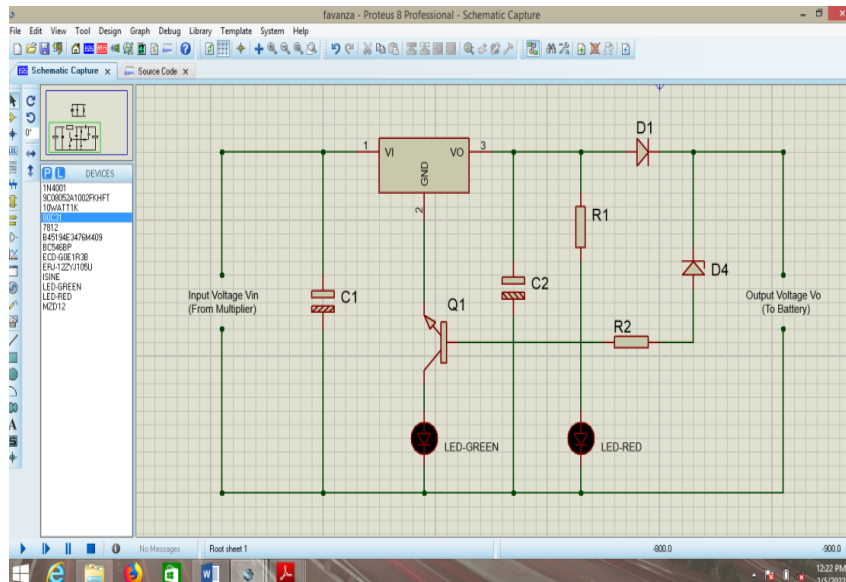 favanza - Proteus 8 Professional - Schematic Capture
File Edit View Tool Design Graph Debug Library Template System Help
Schematic Capture x
Source Code x
0°
P L DEVICES
1N4001
9C08052A1002FKHFT
10WATT1K
80C31
7812
B45194E3476M409
BC546BP
ECD-G0E1R3B
ERJ-12ZYJ105U
ISINE
LED-GREEN
LED-RED
MZD12
D1
1 VI VO 3
GND
2
R1
D4
C2
Input Voltage Vin
(From Multiplier)
C1
Q1
Output Voltage Vo
(To Battery)
R2
LED-GREEN
LED-RED
No Messages
Root sheet 1
-800.0
-900.0
12:22 PM